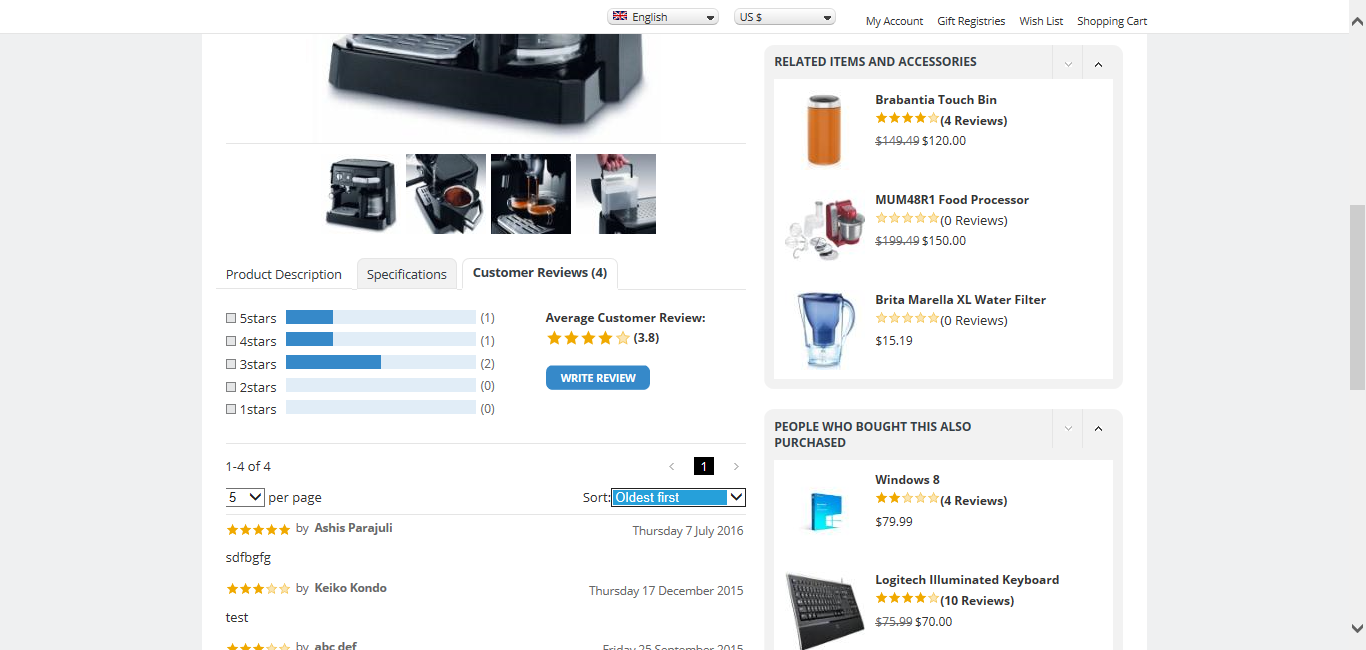 English
US $
My Account
Gift Registries
Wish List
Shopping Cart
Product Description
Specifications
Customer Reviews (4)
5stars (1)
4stars (1)
3stars (2)
2stars (0)
1stars (0)
Average Customer Review:
(3.8)
WRITE REVIEW
1-4 of 4
1
5 per page
Sort: Oldest first
by Ashis Parajuli
Thursday 7 July 2016
sdfbgfg
by Keiko Kondo
Thursday 17 December 2015
test
by abc def
Friday 25 September 2015
RELATED ITEMS AND ACCESSORIES
Brabantia Touch Bin
(4 Reviews)
$149.49 $120.00
MUM48R1 Food Processor
(0 Reviews)
$199.49 $150.00
Brita Marella XL Water Filter
(0 Reviews)
$15.19
PEOPLE WHO BOUGHT THIS ALSO
PURCHASED
Windows 8
(4 Reviews)
$79.99
Logitech Illuminated Keyboard
(10 Reviews)
$75.99 $70.00